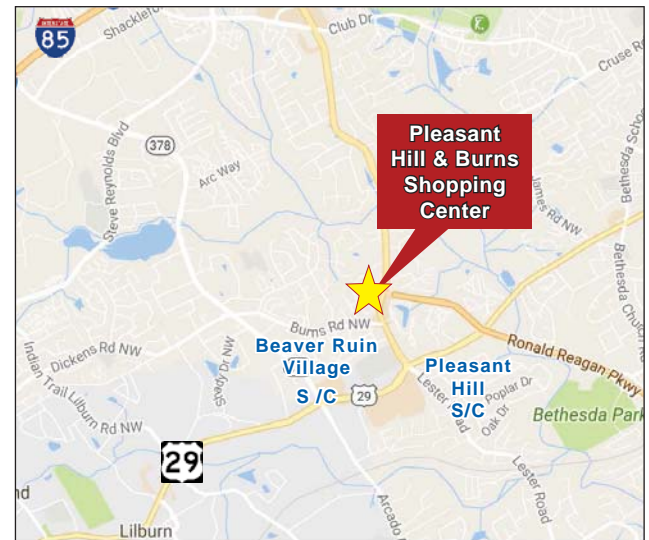 INTERSTATE
85
Shackleford
Club Dr
Cruse R
Pleasant
Hill & Burns
Shopping
Center
378
Steve Reynolds Blvd
Arc Way
James Rd NW
Bethesda Scho
Bethesda Church R
Burns Rd NW
Beaver Ruin
Village
S /C
29
Ronald Reagan Pkwy
Pleasant
Hill
S/C
Dickens Rd NW
Shady Dr NW
Indian Trail Lilburn Rd NW
Lester Road
Poplar Dr
Oak Dr
Bethesda Park
29
Lester Road
nd
Lilburn
Arcado